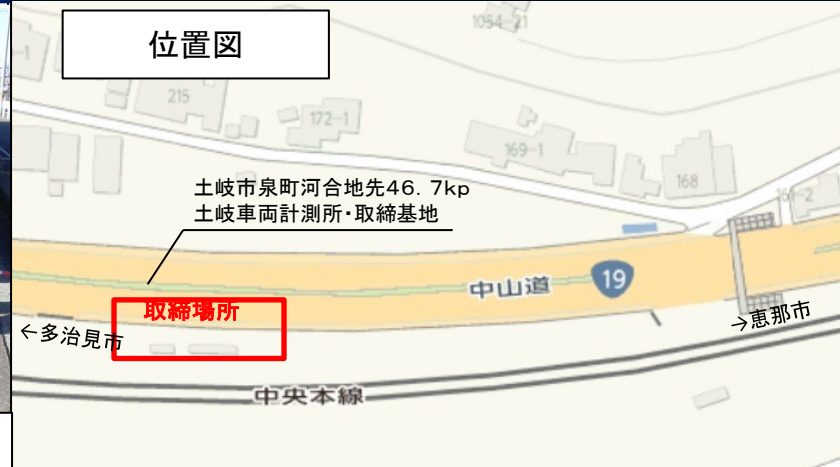 位置図
1054-21
-1
215
172-1
169-1
168
土岐市泉町河合地先46. 7kp
土岐車両計測所・取締基地
中山道
19
取締場所
←多治見市
→恵那市
中央本線